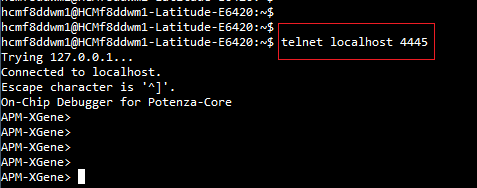 hcmf8ddwm1@HCMf8ddwm1-Latitude-E6420:~$
hcmf8ddwm1@HCMf8ddwm1-Latitude-E6420:~$
hcmf8ddwm1@HCMf8ddwm1-Latitude-E6420:~$ telnet localhost 4445
Trying 127.0.0.1...
Connected to localhost.
Escape character is '^]'.
On-Chip Debugger for Potenza-Core
APM-XGene>
APM-XGene>
APM-XGene>
APM-XGene>
APM-XGene>